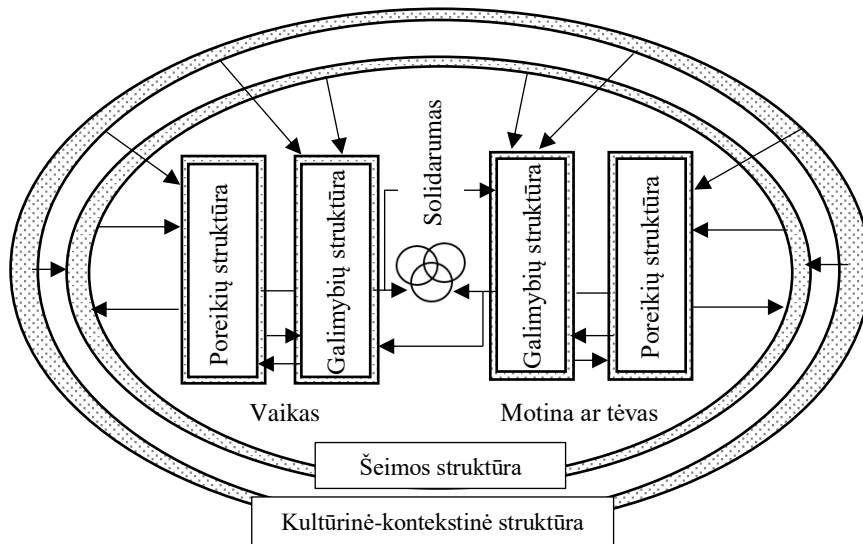 Solidarumas
Poreikių struktūra
Galimybių struktūra
Galimybių struktūra
Poreikių struktūra
Vaikas
Motina ar tėvas
Šeimos struktūra
Kultūrinė-kontekstinė struktūra